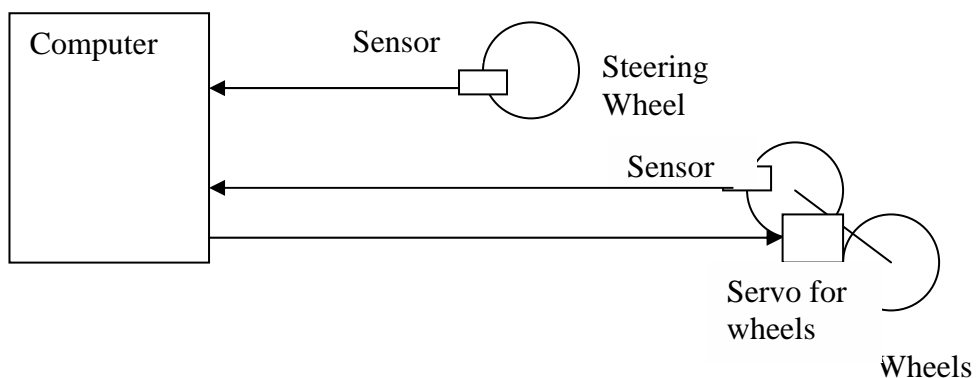 Computer
Sensor
Steering
Wheel
Sensor
Servo for
wheels
Wheels